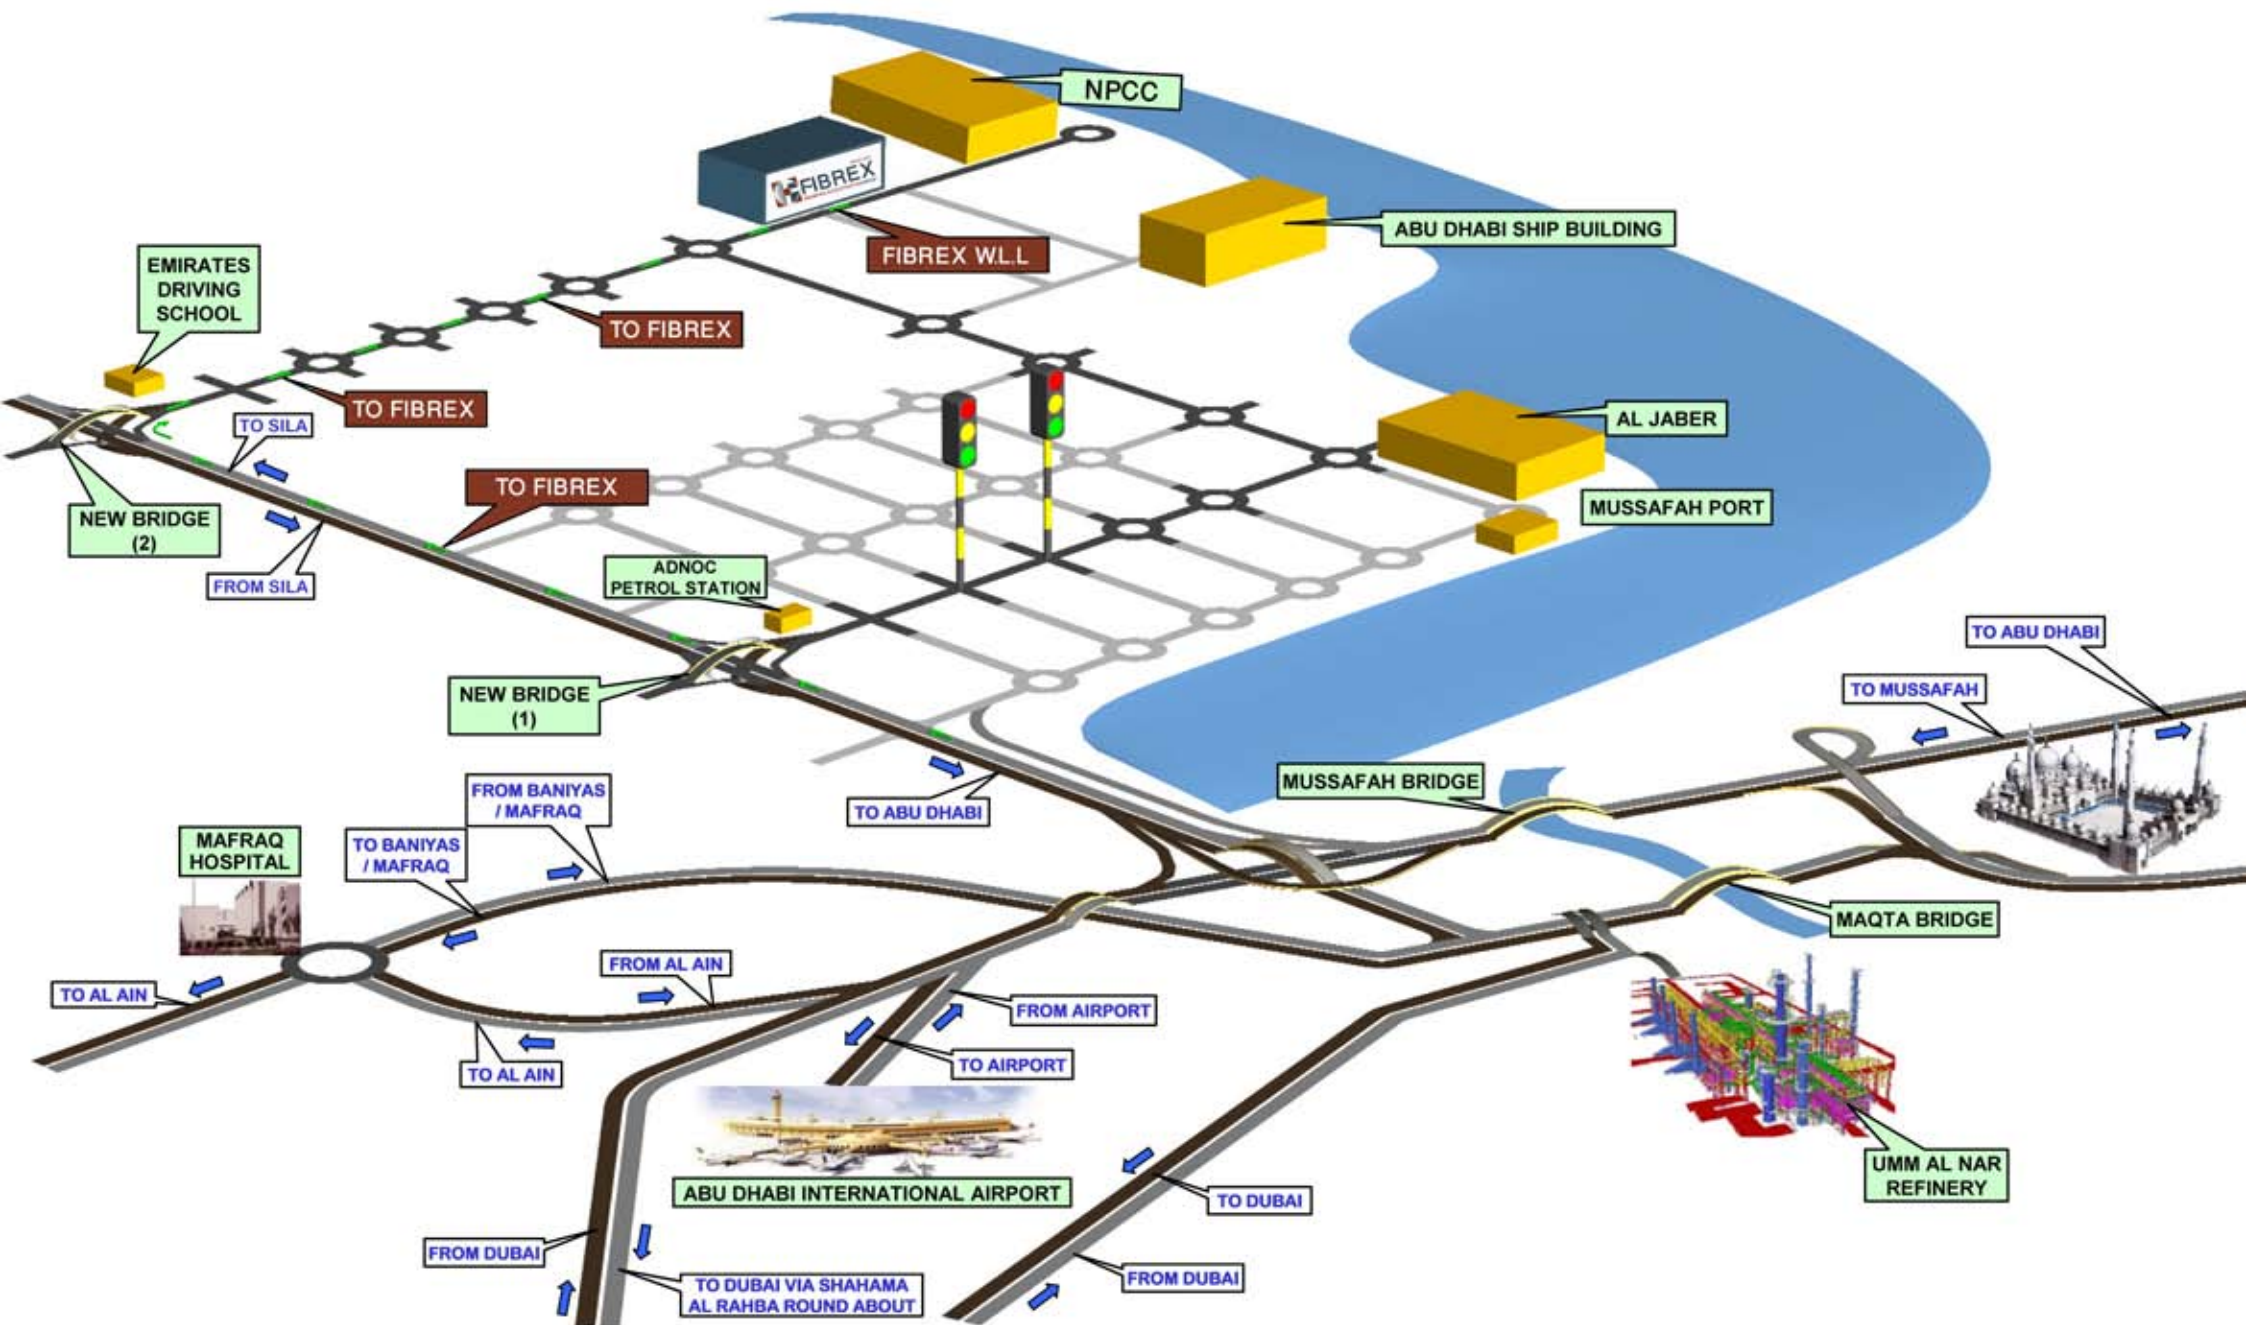 NPCC
FIBREX
ABU DHABI SHIP BUILDING
FIBREX W.L.L
EMIRATES
DRIVING
SCHOOL
TO FIBREX
TO FIBREX
TO SILA
AL JABER
TO FIBREX
MUSSAFAH PORT
NEW BRIDGE
(2)
FROM SILA
ADNOC
PETROL STATION
TO ABU DHABI
TO MUSSAFAH
NEW BRIDGE
(1)
MUSSAFAH BRIDGE
FROM BANIYAS
/ MAFRAQ
TO ABU DHABI
MAFRAQ
HOSPITAL
TO BANIYAS
/ MAFRAQ
MAQTA BRIDGE
FROM AL AIN
TO AL AIN
FROM AIRPORT
TO AIRPORT
TO AL AIN
UMM AL NAR
REFINERY
ABU DHABI INTERNATIONAL AIRPORT
TO DUBAI
FROM DUBAI
FROM DUBAI
TO DUBAI VIA SHAHAMA
AL RAHBA ROUND ABOUT